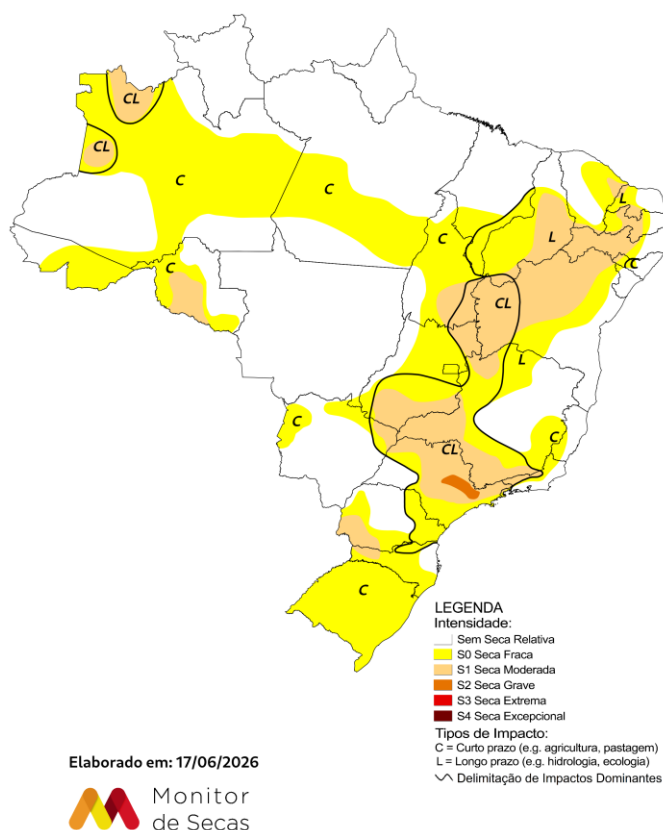 CL
CL
C
C
C
L
L
C
C
CL
L
C
C
CL
C
LEGENDA
Intensidade:
Sem Seca Relativa
S0 Seca Fraca
S1 Seca Moderada
S2 Seca Grave
S3 Seca Extrema
S4 Seca Excepcional
Tipos de Impacto:
C = Curto prazo (e.g. agricultura, pastagem)
L = Longo prazo (e.g. hidrologia, ecologia)
Delimitação de Impactos Dominantes
Elaborado em: 17/06/2026
Monitor
de Secas